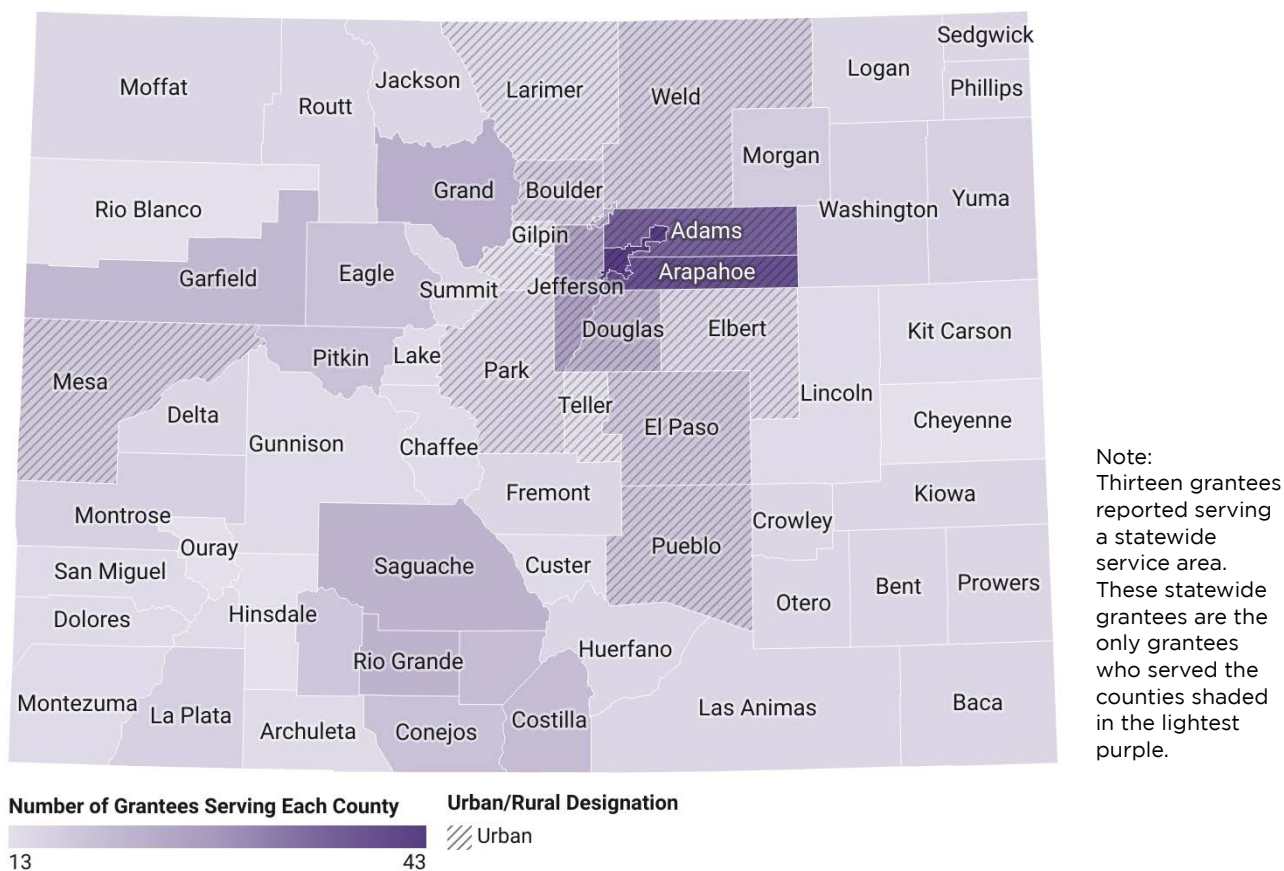 Sedgwick
Moffat
Jackson
Logan
Larimer
Weld
Phillips
Routt
Morgan
Grand
Boulder
Yuma
Rio Blanco
Washington
Gilpin
Adams
Garfield
Eagle
Arapahoe
Summit
Jefferson
Douglas
Elbert
Kit Carson
Pitkin
Lake
Park
Mesa
Lincoln
Teller
Delta
Cheyenne
El Paso
Gunnison
Chaffee
Fremont
Kiowa
Montrose
Crowley
Ouray
Pueblo
Saguache
Custer
San Miguel
Bent
Prowers
Otero
Hinsdale
Dolores
Huerfano
Rio Grande
Montezuma
La Plata
Las Animas
Baca
Costilla
Archuleta
Conejos
Note:
Thirteen grantees
reported serving
a statewide
service area.
These statewide
grantees are the
only grantees
who served the
counties shaded
in the lightest
purple.
Number of Grantees Serving Each County
13
43
Urban/Rural Designation
Urban